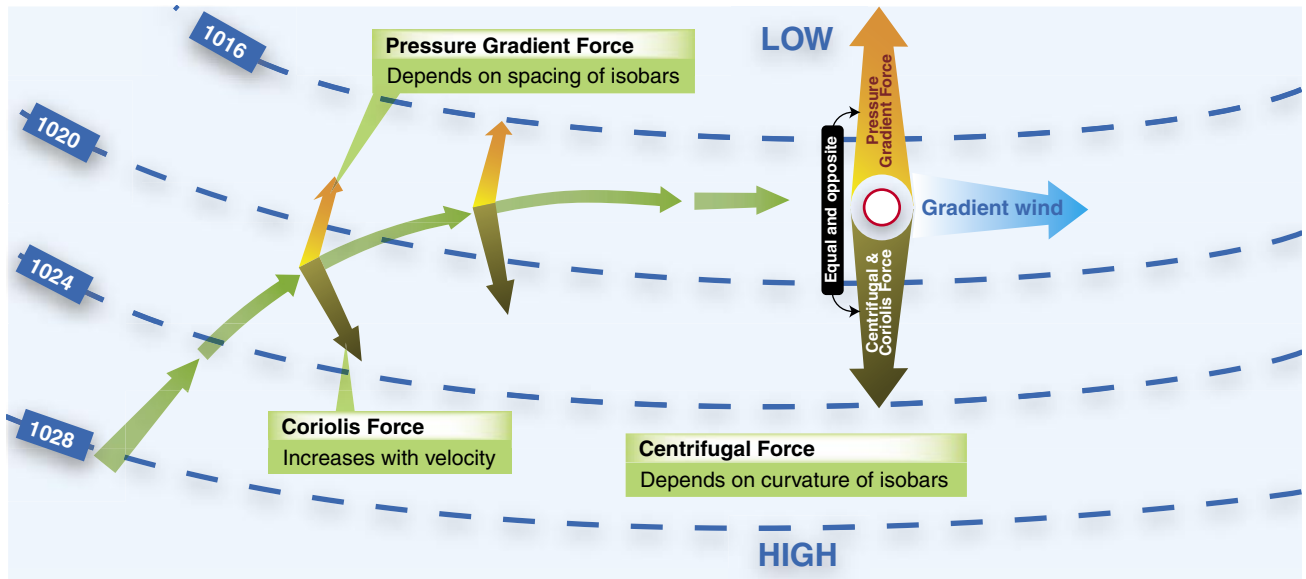 1016
Pressure Gradient Force
Depends on spacing of isobars
LOW
1020
Pressure
Gradient Force
Equal and opposite
Gradient wind
1024
Centrifugal &
Coriolis Force
1028
Coriolis Force
Increases with velocity
Centrifugal Force
Depends on curvature of isobars
HIGH